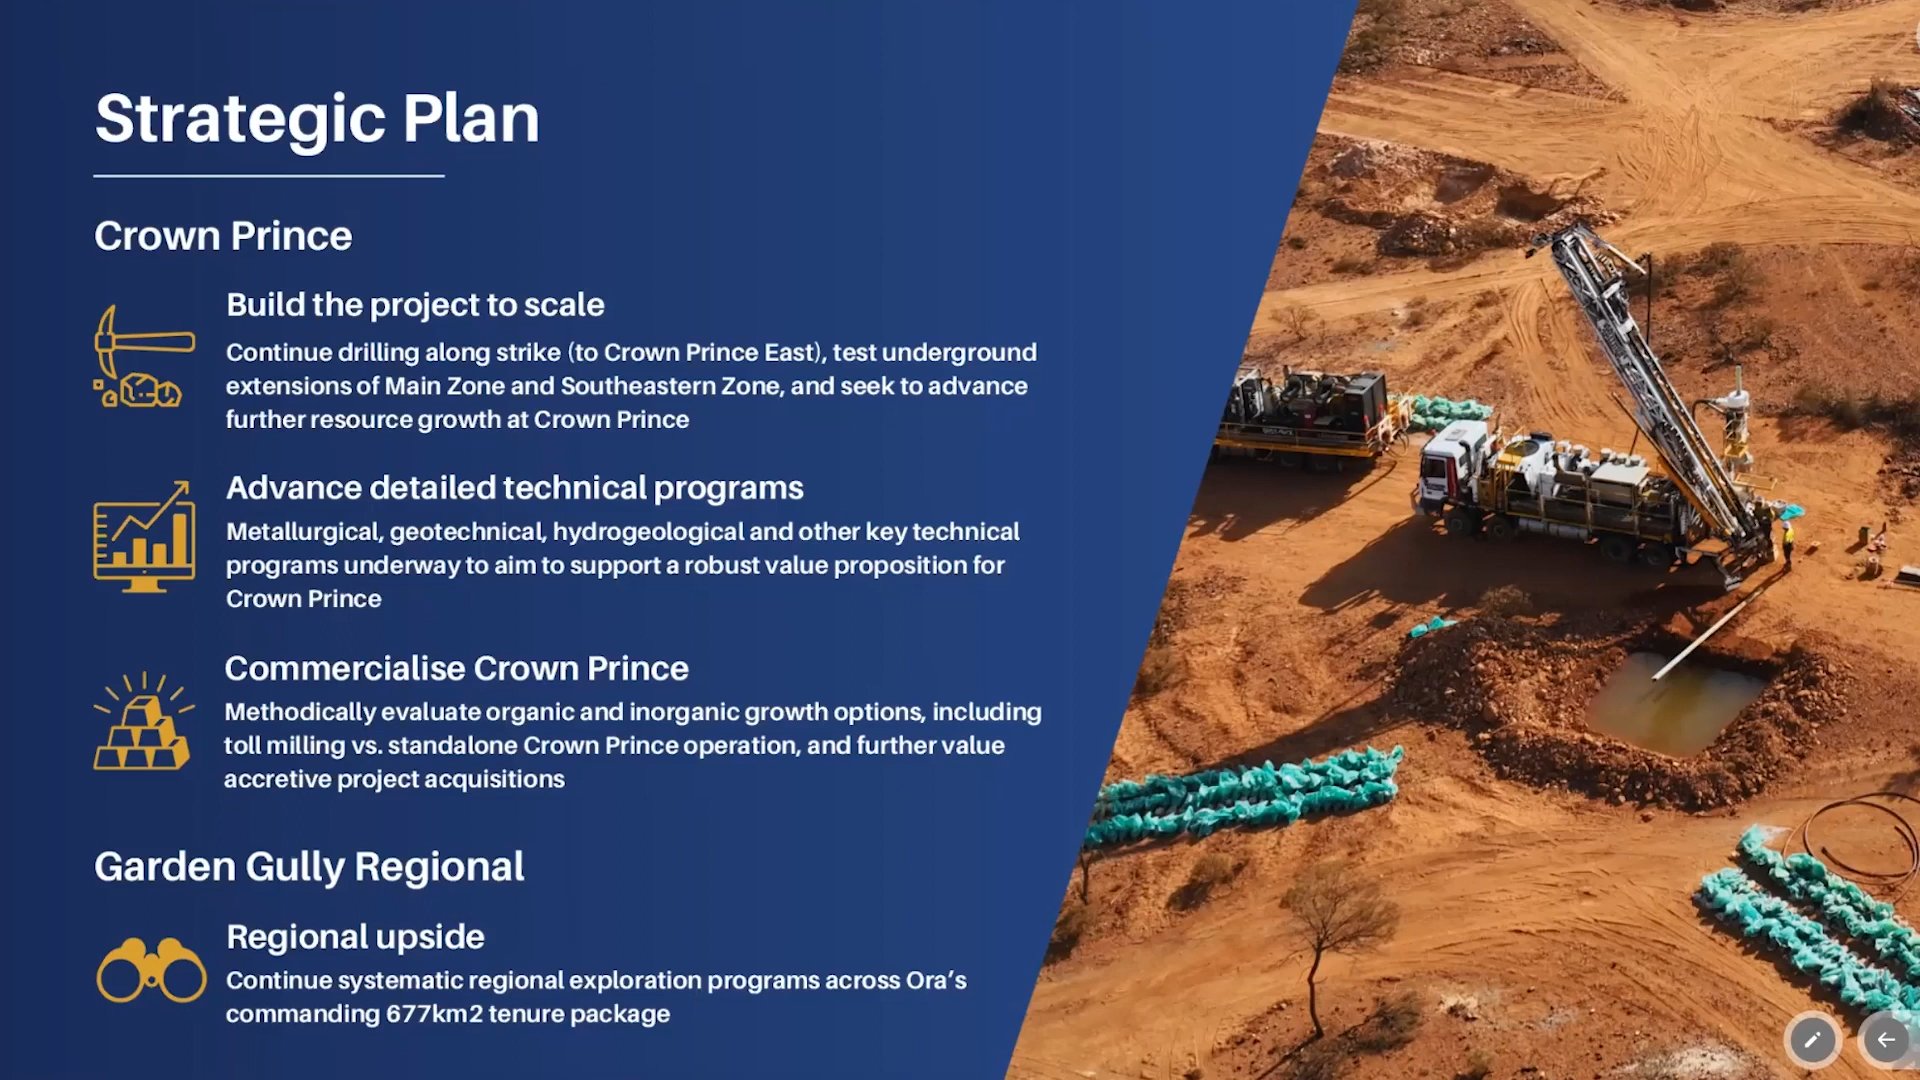 Strategic Plan
Crown Prince
Build the project to scale
Continue drilling along strike (to Crown Prince East), test underground
extensions of Main Zone and Southeastern Zone, and seek to advance
further resource growth at Crown Prince
Advance detailed technical programs
Metallurgical, geotechnical, hydrogeological and other key technical
programs underway to aim to support a robust value proposition for
Crown Prince
Commercialise Crown Prince
Methodically evaluate organic and inorganic growth options, including
toll milling vs. standalone Crown Prince operation, and further value
accretive project acquisitions
Garden Gully Regional
Regional upside
Continue systematic regional exploration programs across Ora's
commanding 677km2 tenure package